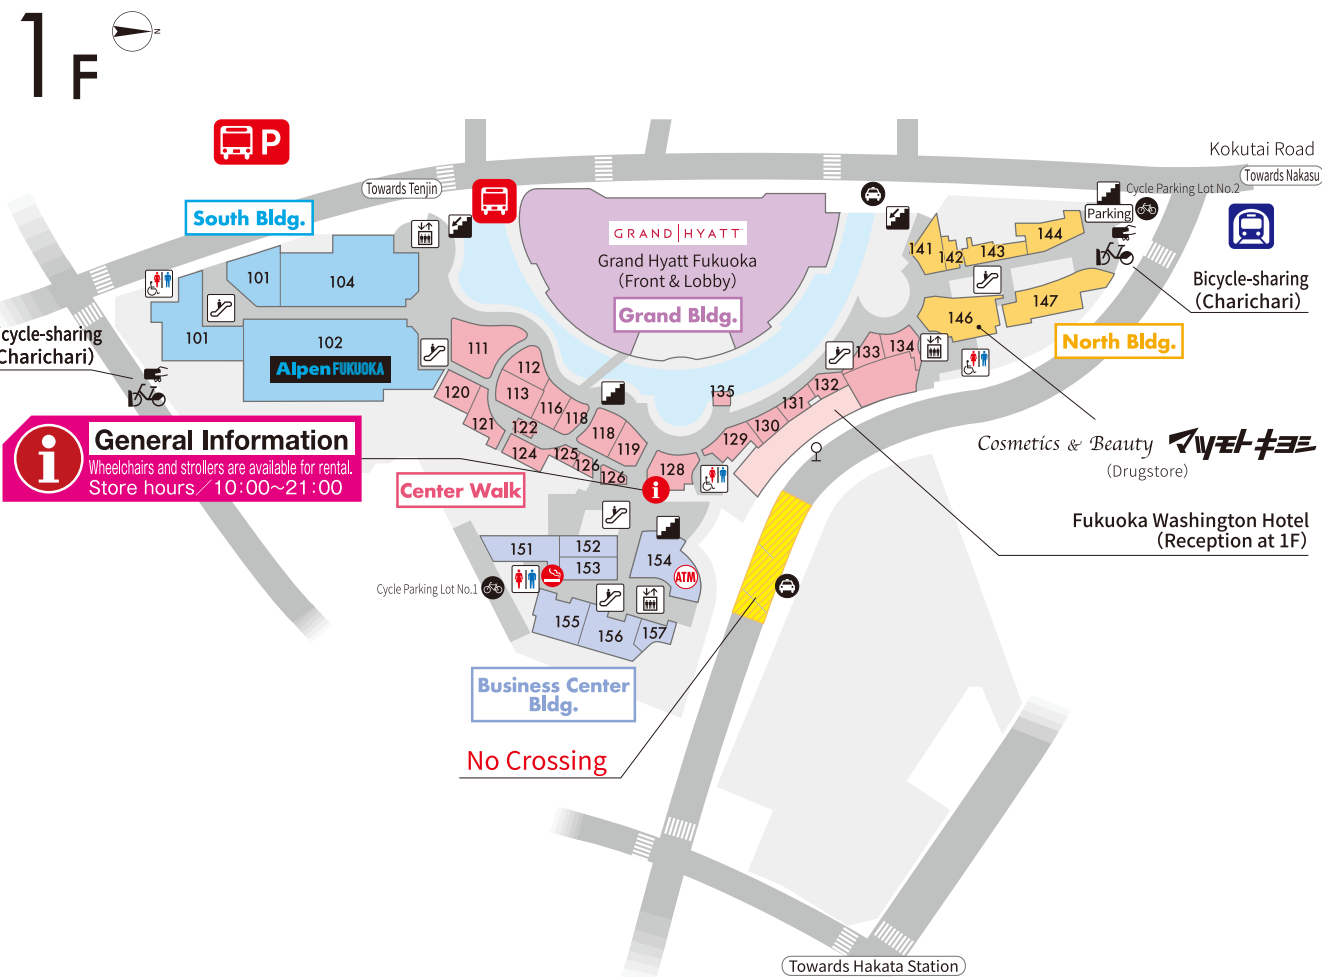 1F
N
P
Kokutai Road
Towards Nakasu
Towards Tenjin
Cycle Parking Lot No.2
Parking
South Bldg.
GRAND HYATT
Grand Hyatt Fukuoka
(Front & Lobby)
Grand Bldg.
141
142
143
144
146
147
Bicycle-sharing
(Charichari)
North Bldg.
101
104
101
102
Alpen FUKUOKA
cycle-sharing
Charichari)
111
112
113
116
118
118
119
120
121
122
124
125
126
126
128
129
130
131
132
133
134
135
General Information
Wheelchairs and strollers are available for rental.
Store hours/10:00~21:00
i
i
Center Walk
Cosmetics & Beauty マツモトキヨシ
(Drugstore)
Fukuoka Washington Hotel
(Reception at 1F)
151
152
153
154
ATM
155
156
157
Cycle Parking Lot No.1
Business Center
Bldg.
No Crossing
Towards Hakata Station